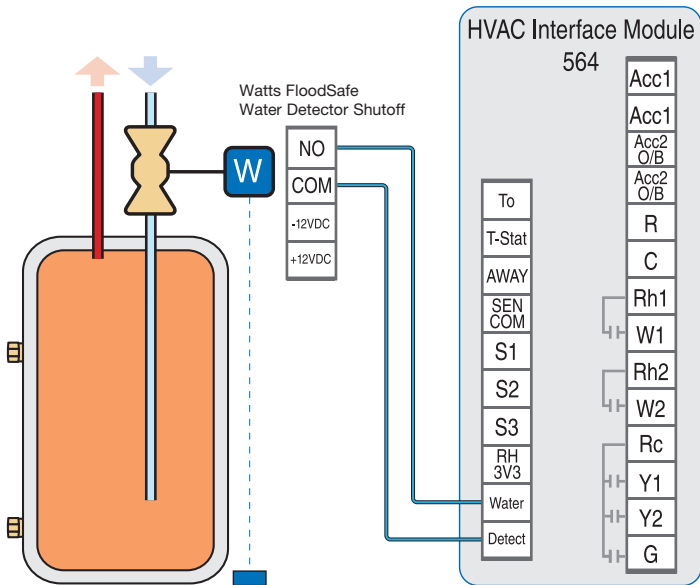 HVAC Interface Module
564
Watts FloodSafe
Water Detector Shutoff
W
NO
COM
-12VDC
+12VDC
To
T-Stat
AWAY
SEN
COM
S1
S2
S3
RH
3V3
Water
Detect
Acc1
Acc1
Acc2
O/B
Acc2
O/B
R
C
Rh1
W1
Rh2
W2
Rc
Y1
Y2
G